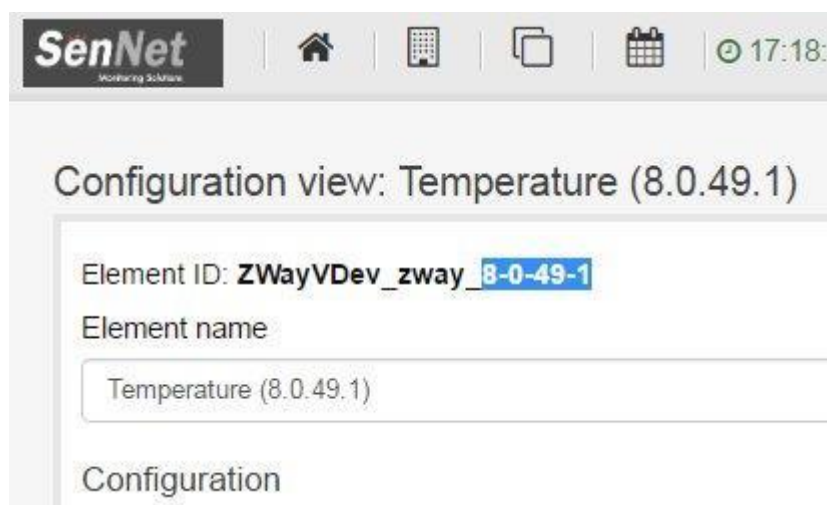 SenNet
Monitoring Solutions
17:18:
Configuration view: Temperature (8.0.49.1)
Element ID: ZWayVDev_zway_8-0-49-1
Element name
Temperature (8.0.49.1)
Configuration